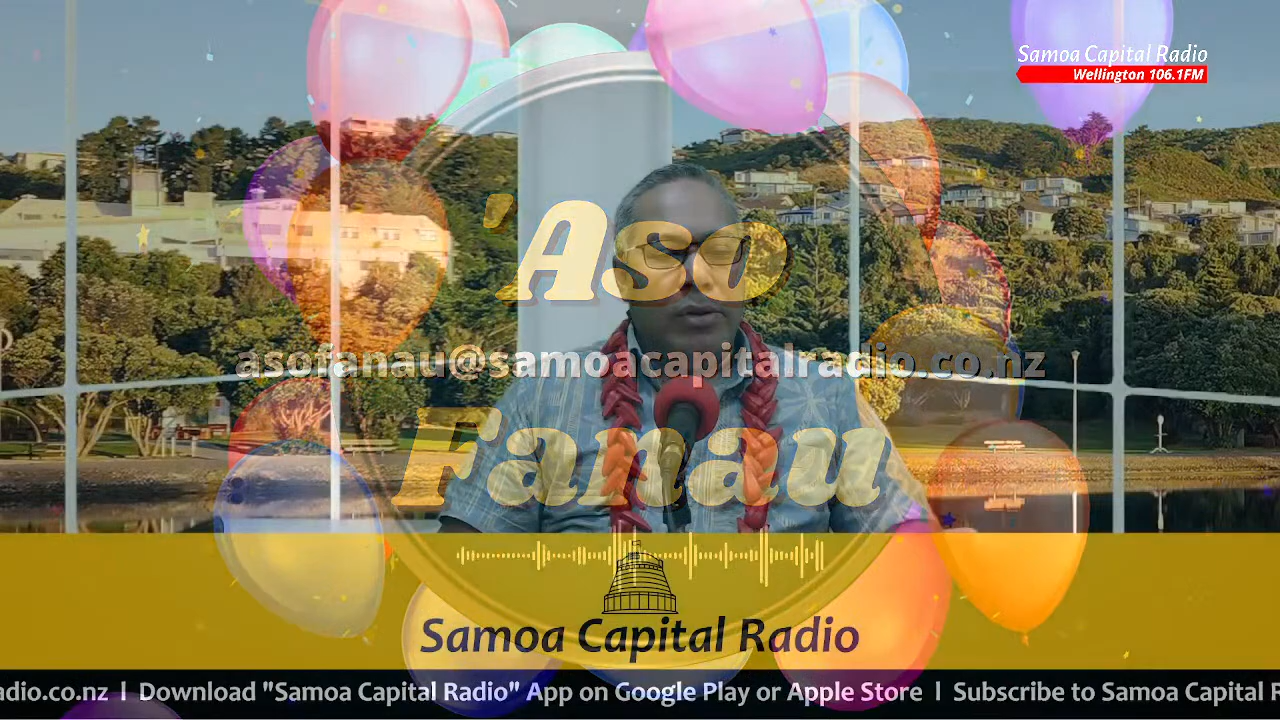 Samoa Capital Radio
Wellington 106.1FM
'Aso
asofanau@samoacapitalradio.co.nz
Fanau
Samoa Capital Radio
adio.co.nz I Download "Samoa Capital Radio" App on Google Play or Apple Store I Subscribe to Samoa Capital R